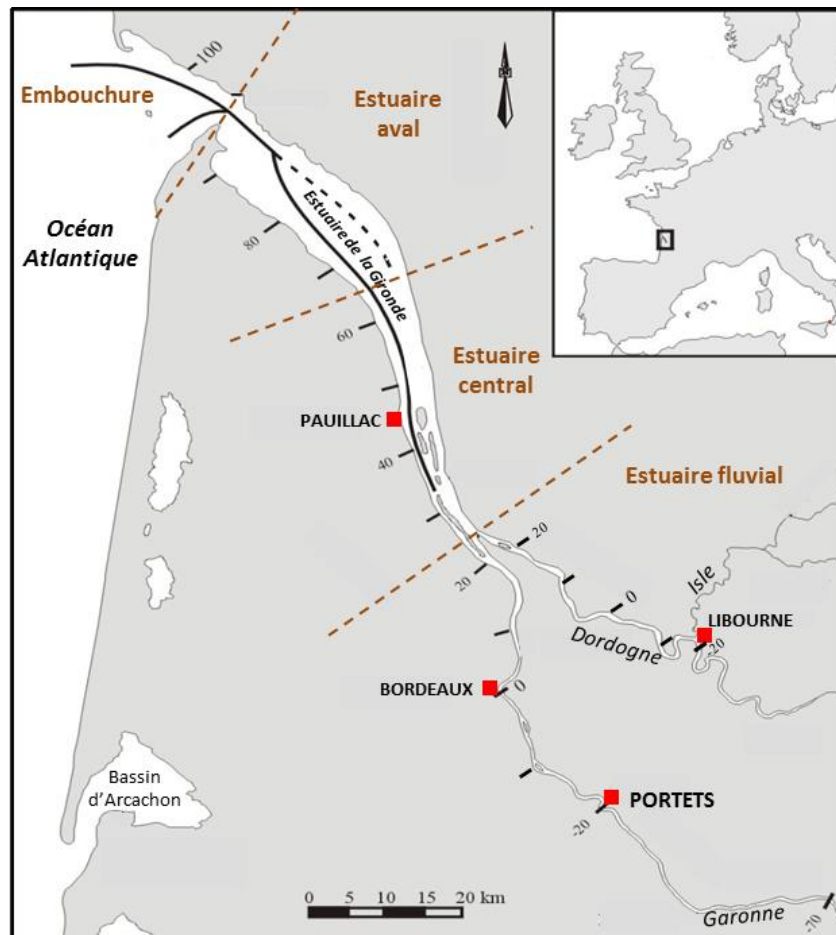 100
Embouchure
Estuaire
aval
Océan
Atlantique
80
Estuaire de la Gironde
60
Estuaire
central
PAUILLAC
40
Estuaire fluvial
20
20
0
Isle
LIBOURNE
-20
Dordogne
BORDEAUX
0
Bassin
d'Arcachon
PORTETS
-20
0 5 10 15 20 km
Garonne
-70